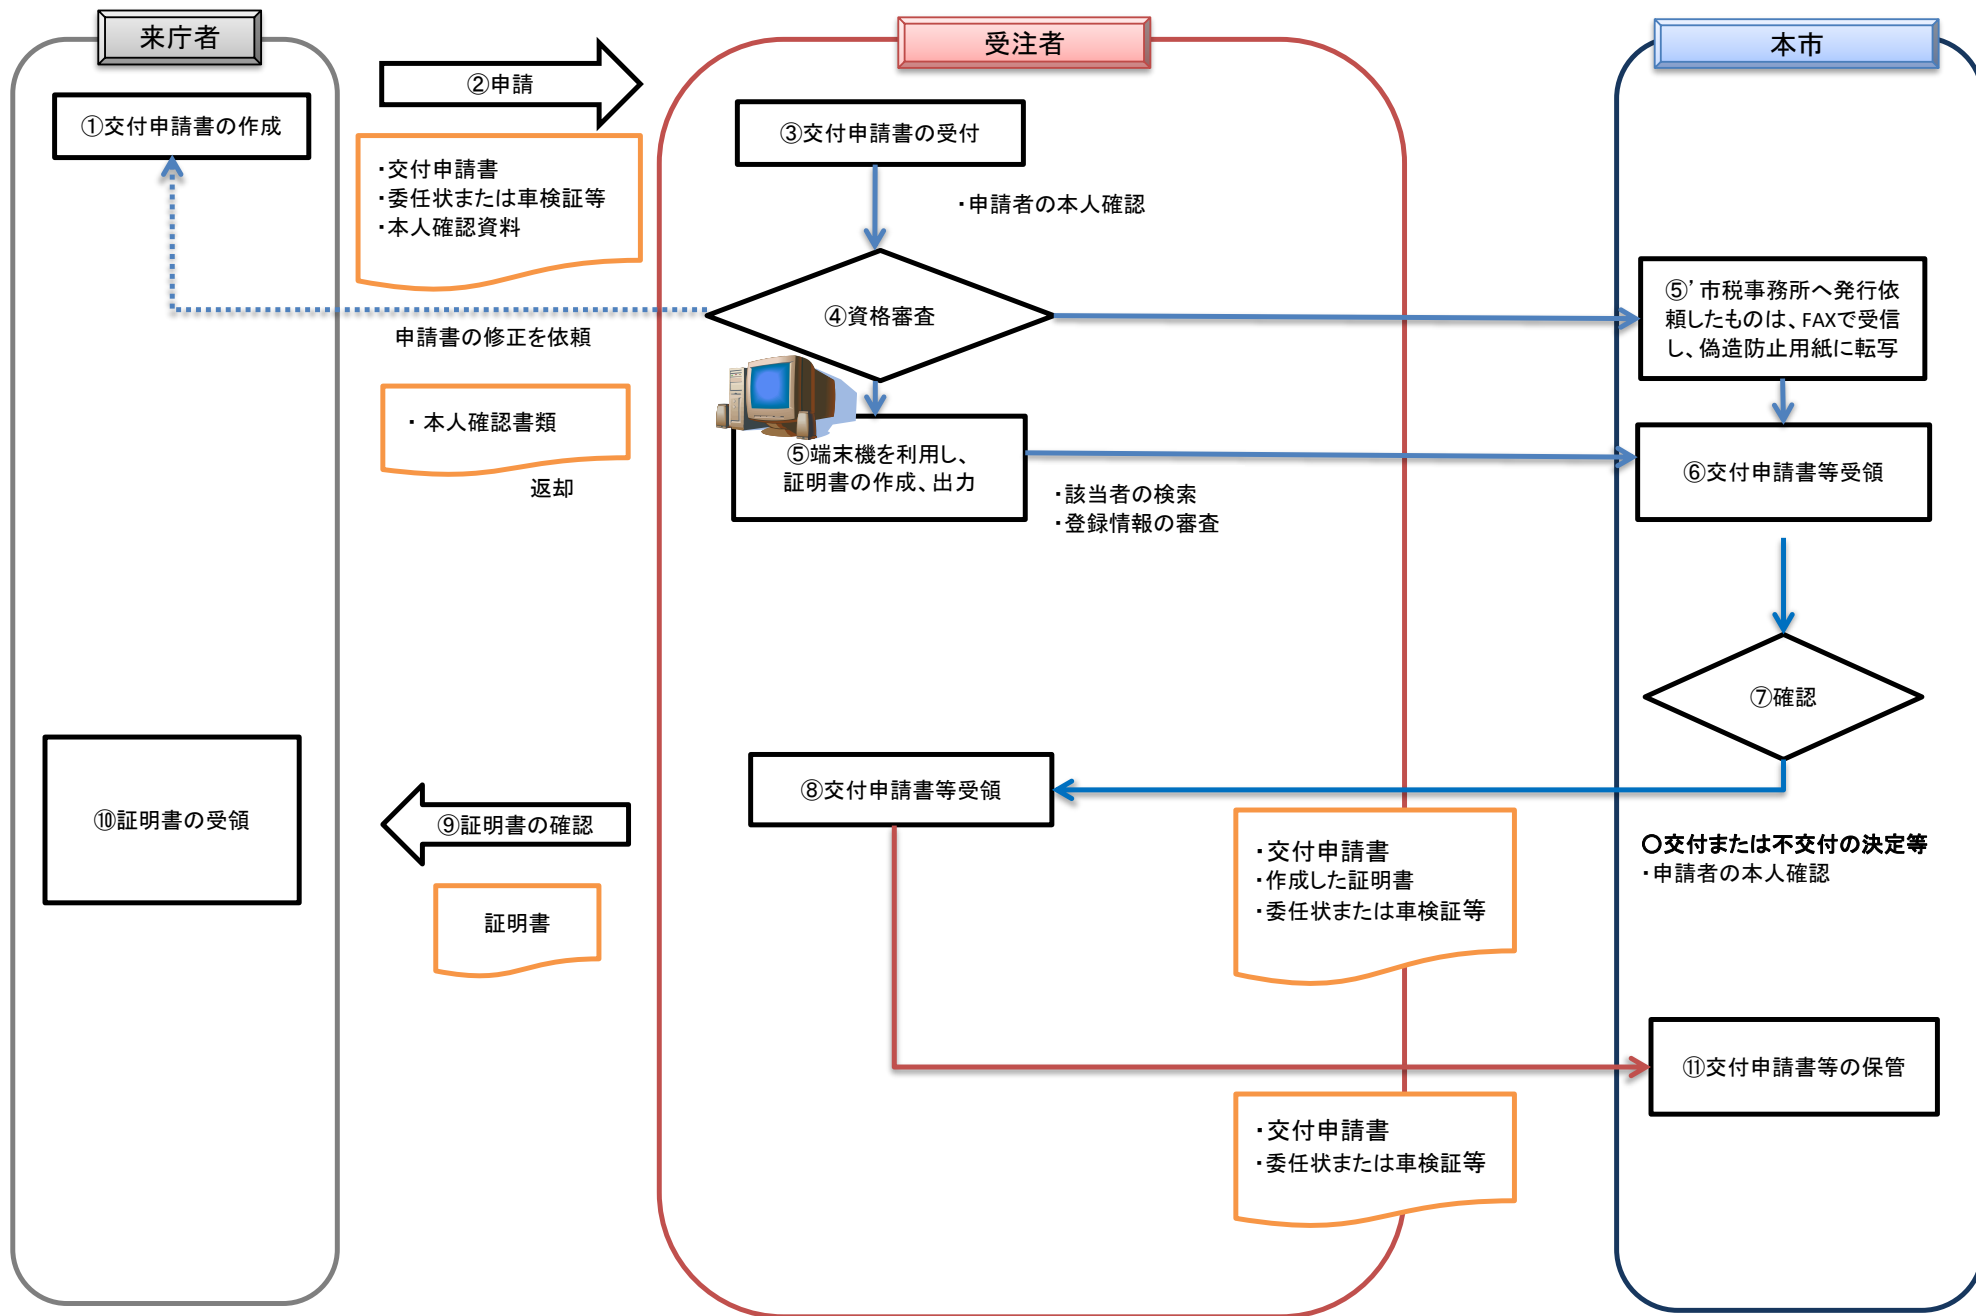 来庁者
受注者
本市
①交付申請書の作成
②申請
・交付申請書
・委任状または車検証等
・本人確認資料
③交付申請書の受付
・申請者の本人確認
④資格審査
申請書の修正を依頼
・ 本人確認書類
返却
⑤端末機を利用し、
証明書の作成、出力
・該当者の検索
・登録情報の審査
⑤’市税事務所へ発行依
頼したものは、FAXで受信
し、偽造防止用紙に転写
⑥交付申請書等受領
⑦確認
○交付または不交付の決定等
・申請者の本人確認
⑧交付申請書等受領
・交付申請書
・作成した証明書
・委任状または車検証等
⑨証明書の確認
証明書
⑩証明書の受領
⑪交付申請書等の保管
・交付申請書
・委任状または車検証等